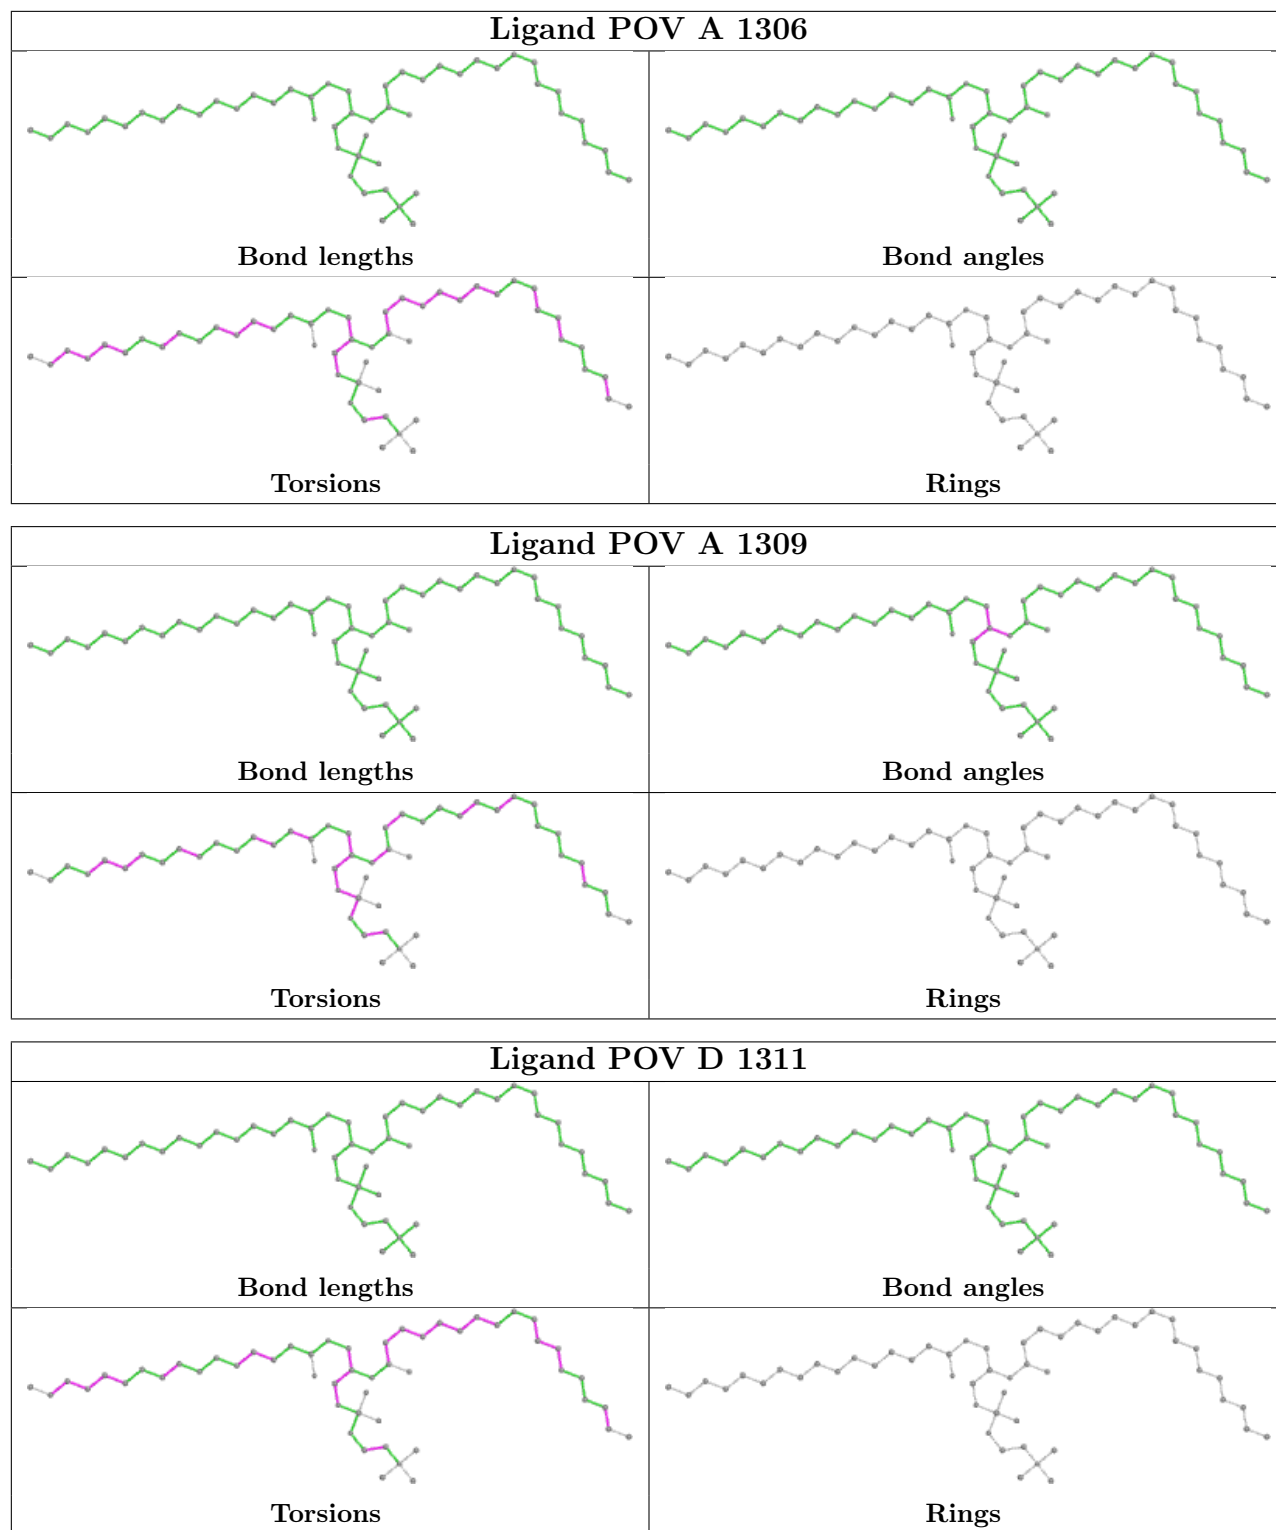 Ligand POV A 1306
Bond lengths
Bond angles
Torsions
Rings
Ligand POV A 1309
Bond lengths
Bond angles
Torsions
Rings
Ligand POV D 1311
Bond lengths
Bond angles
Torsions
Rings